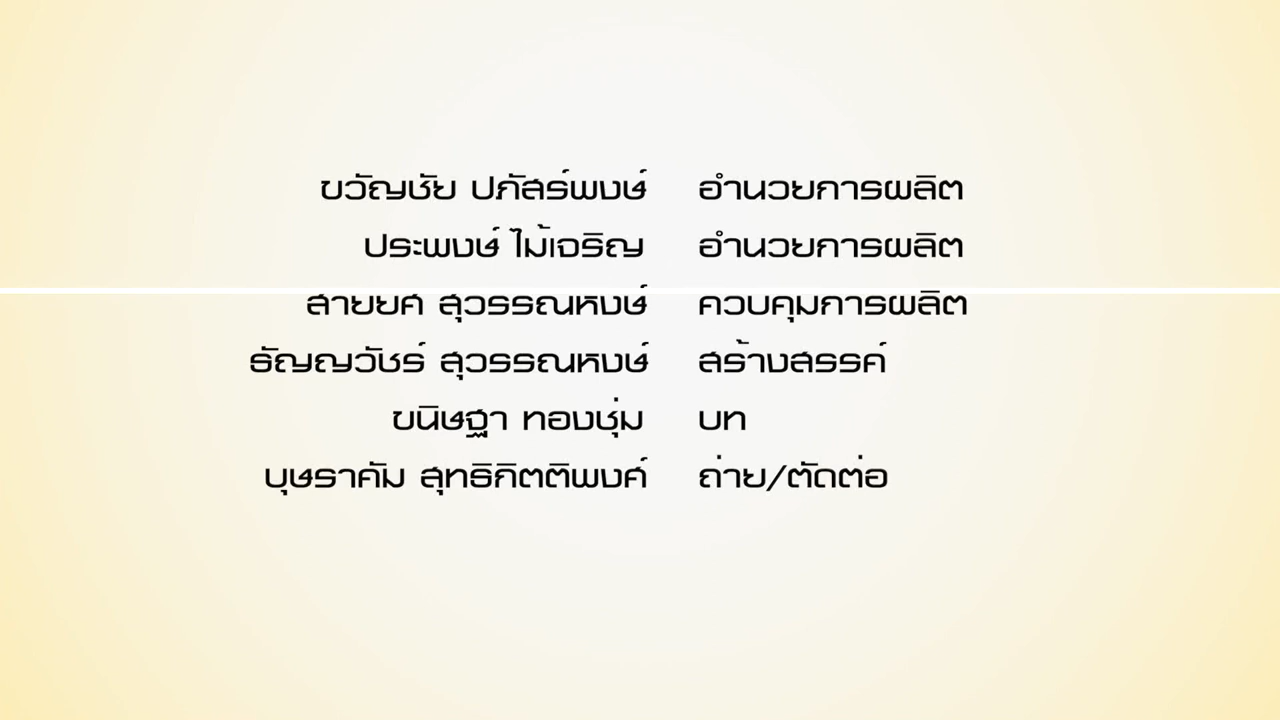 ขวัญชัย ปภัสร์พงษ์ อำนวยการผลิต
ประพงษ์ ไม้เจริญ อำนวยการผลิต
สายยศ สุวรรณหงษ์ ควบคุมการผลิต
ธัญญวัชร์ สุวรรณหงษ์ สร้างสรรค์
ขนิษฐา ทองชุ่ม บท
บุษราคัม สุทธิกิตติพงศ์ ถ่าย/ตัดต่อ